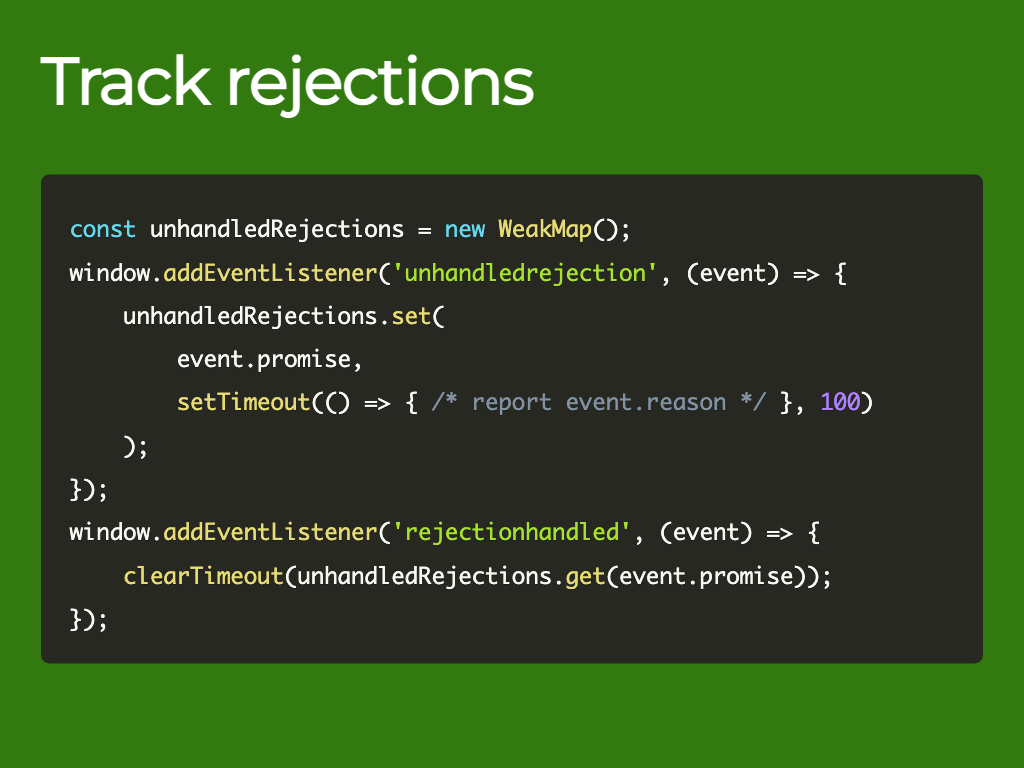 Track rejections
const unhandledRejections = new WeakMap();
window.addEventListener('unhandledrejection', (event) => {
    unhandledRejections.set(
        event.promise,
        setTimeout(() => { /* report event.reason */ }, 100)
    );
});
window.addEventListener('rejectionhandled', (event) => {
    clearTimeout(unhandledRejections.get(event.promise));
});